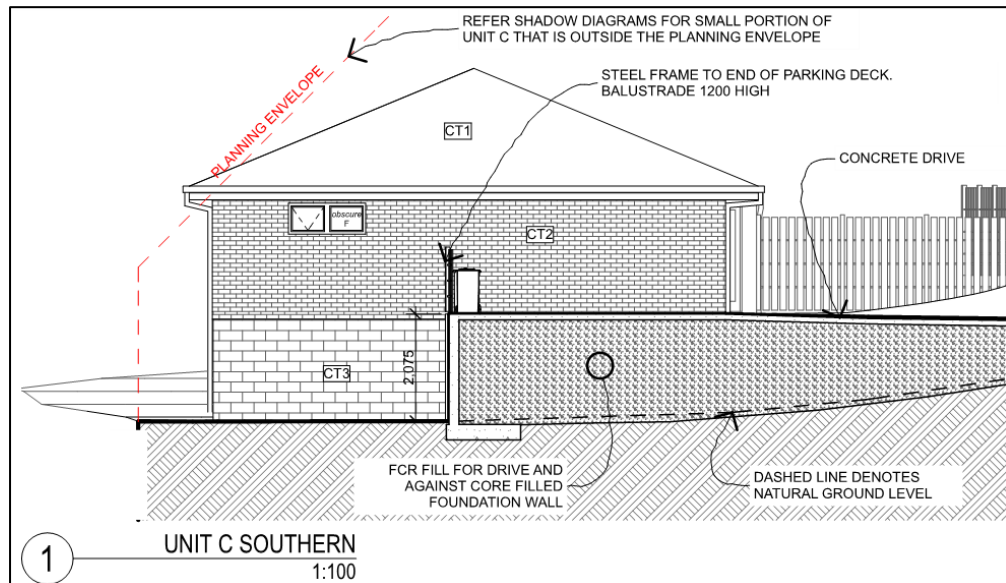 REFER SHADOW DIAGRAMS FOR SMALL PORTION OF
UNIT C THAT IS OUTSIDE THE PLANNING ENVELOPE
PLANNING ENVELOPE
STEEL FRAME TO END OF PARKING DECK.
BALUSTRADE 1200 HIGH
CT1
CONCRETE DRIVE
obscure
F
CT2
CT3
2,075
FCR FILL FOR DRIVE AND
AGAINST CORE FILLED
FOUNDATION WALL
DASHED LINE DENOTES
NATURAL GROUND LEVEL
1
UNIT C SOUTHERN
1:100